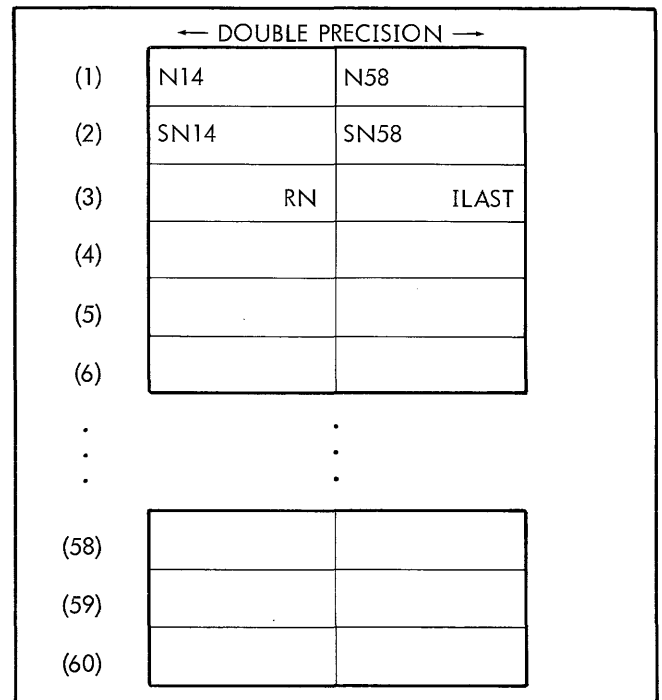 ← DOUBLE PRECISION →
(1) N14 N58
(2) SN14 SN58
(3) RN ILAST
(4)
(5)
(6)
(58)
(59)
(60)